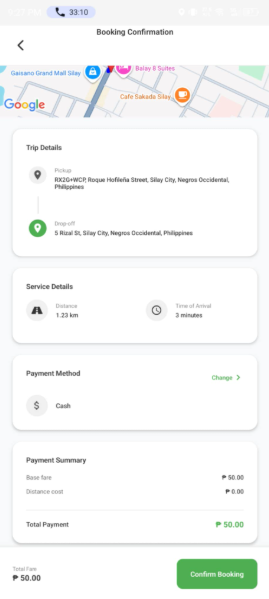 33:10
Booking Confirmation
Gaisano Grand Mall Silay
Balay 8 Suites
Cafe Sakada Silay
Google
Trip Details
Pickup
RX2G+WCP, Roque Hofileña Street, Silay City, Negros Occidental,
Philippines
Drop-off
5 Rizal St, Silay City, Negros Occidental, Philippines
Service Details
Distance
1.23 km
Time of Arrival
3 minutes
Payment Method
Change
Cash
Payment Summary
Base fare
₱ 50.00
Distance cost
₱ 0.00
Total Payment
₱ 50.00
Total Fare
₱ 50.00
Confirm Booking